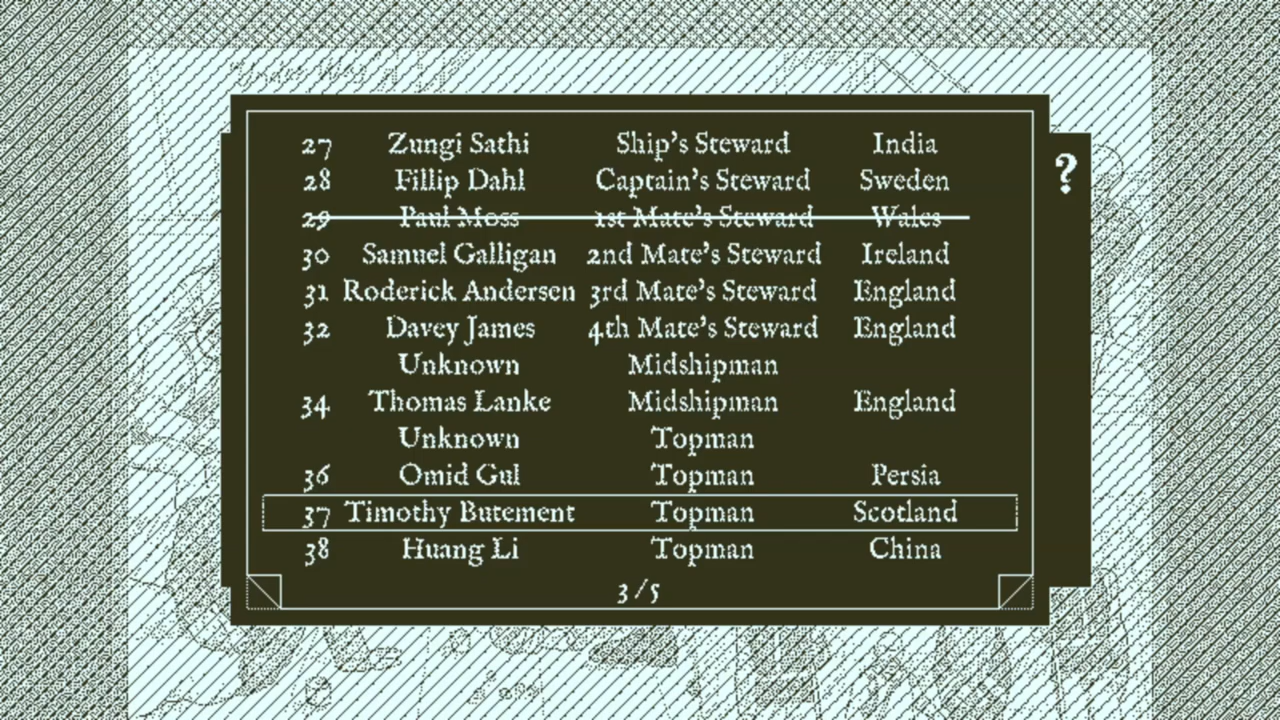 27 Zungi Sathi Ship's Steward India
28 Fillip Dahl Captain's Steward Sweden
29 Paul Moss 1st Mate's Steward Wales
30 Samuel Galligan 2nd Mate's Steward Ireland
31 Roderick Andersen 3rd Mate's Steward England
32 Davey James 4th Mate's Steward England
Unknown Midshipman
34 Thomas Lanke Midshipman England
Unknown Topman
36 Omid Gul Topman Persia
37 Timothy Butement Topman Scotland
38 Huang Li Topman China
3/5
?